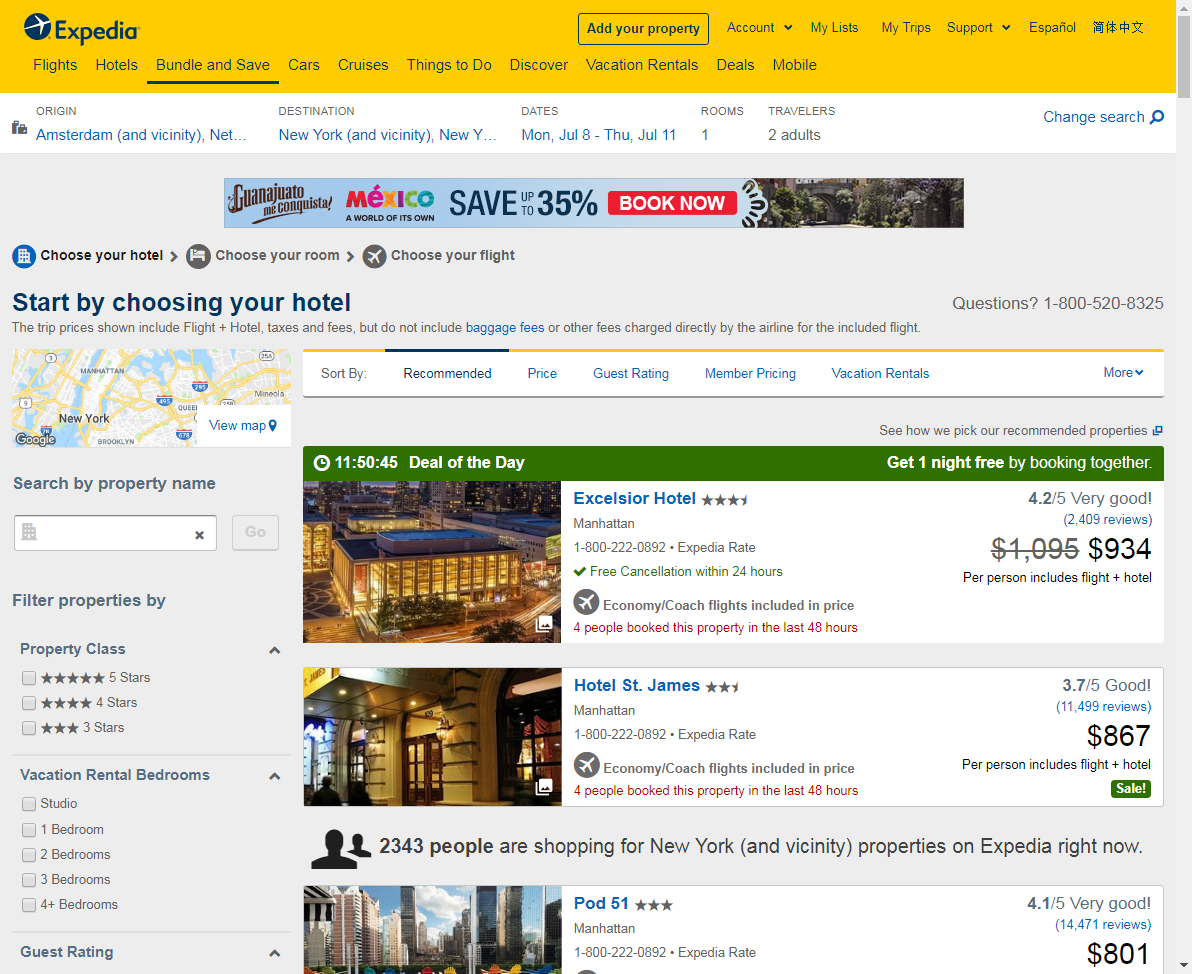 Expedia
Add your property
Account
My Lists
My Trips
Support
Español
简体中文
Flights
Hotels
Bundle and Save
Cars
Cruises
Things to Do
Discover
Vacation Rentals
Deals
Mobile
ORIGIN
Amsterdam (and vicinity), Net…
DESTINATION
New York (and vicinity), New Y…
DATES
Mon, Jul 8 - Thu, Jul 11
ROOMS
1
TRAVELERS
2 adults
Change search
Guanajuato
me Conquista!
méxico
A WORLD OF ITS OWN
SAVE UP TO 35%
BOOK NOW
Choose your hotel
Choose your room
Choose your flight
Start by choosing your hotel
Questions? 1-800-520-8325
The trip prices shown include Flight + Hotel, taxes and fees, but do not include baggage fees or other fees charged directly by the airline for the included flight.
MANHATTAN
New York
QUEE
BROOKLYN
Mineola
3
25A
295
495
9
25B
78
678
Google
View map
Sort By:
Recommended
Price
Guest Rating
Member Pricing
Vacation Rentals
More
See how we pick our recommended properties
Search by property name
Go
Filter properties by
Property Class
5 Stars
4 Stars
3 Stars
Vacation Rental Bedrooms
Studio
1 Bedroom
2 Bedrooms
3 Bedrooms
4+ Bedrooms
Guest Rating
11:50:45 Deal of the Day
Get 1 night free by booking together.
Excelsior Hotel
Manhattan
1-800-222-0892 • Expedia Rate
Free Cancellation within 24 hours
Economy/Coach flights included in price
4 people booked this property in the last 48 hours
4.2/5 Very good!
(2,409 reviews)
$1,095 $934
Per person includes flight + hotel
Hotel St. James
Manhattan
1-800-222-0892 • Expedia Rate
Economy/Coach flights included in price
4 people booked this property in the last 48 hours
3.7/5 Good!
(11,499 reviews)
$867
Per person includes flight + hotel
Sale!
2343 people are shopping for New York (and vicinity) properties on Expedia right now.
Pod 51
Manhattan
1-800-222-0892 • Expedia Rate
4.1/5 Very good!
(14,471 reviews)
$801